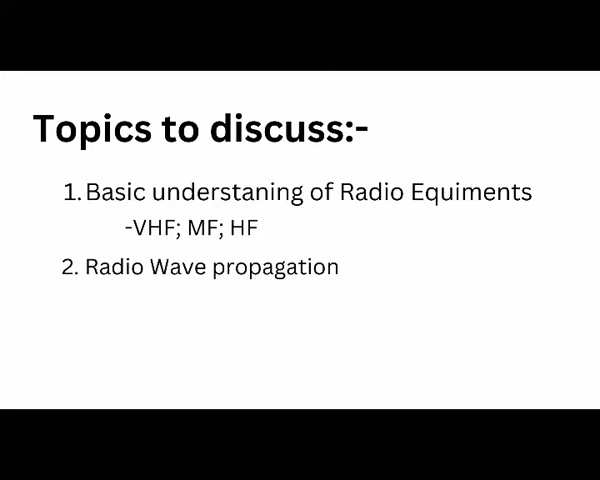 Topics to discuss:-
1. Basic understaning of Radio Equiments
-VHF; MF; HF
2. Radio Wave propagation